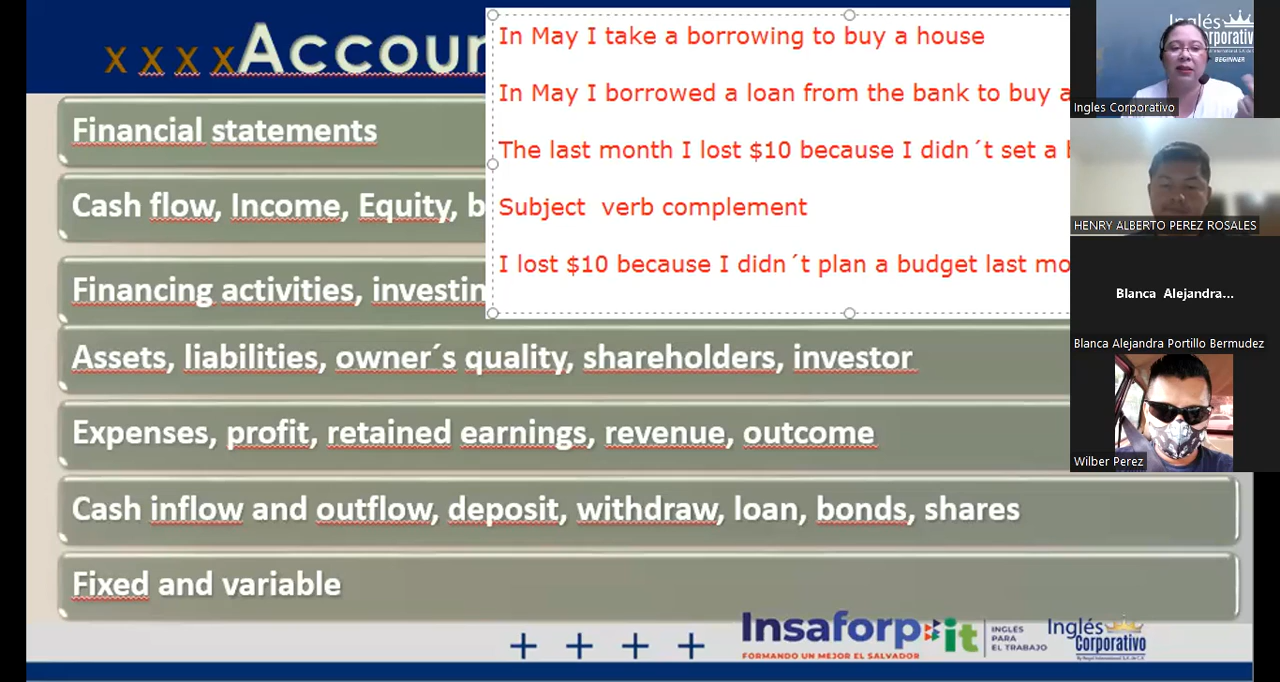 x x x x Accoun
In May I take a borrowing to buy a house
In May I borrowed a loan from the bank to buy a
The last month I lost $10 because I didn´t set a
Subject verb complement
I lost $10 because I didn´t plan a budget last mo
Financial statements
Cash flow, Income, Equity, b
Financing activities, investin
Assets, liabilities, owner´s quality, shareholders, investor
Expenses, profit, retained earnings, revenue, outcome
Cash inflow and outflow, deposit, withdraw, loan, bonds, shares
Fixed and variable
Insaforp it
FORMANDO UN MEJOR EL SALVADOR
INGLÉS
PARA
EL TRABAJO
Inglés
Corporativo
Inglés
Corporativo
BEGINNER
Ingles Corporativo
HENRY ALBERTO PEREZ ROSALES
Blanca Alejandra...
Blanca Alejandra Portillo Bermudez
Wilber Perez